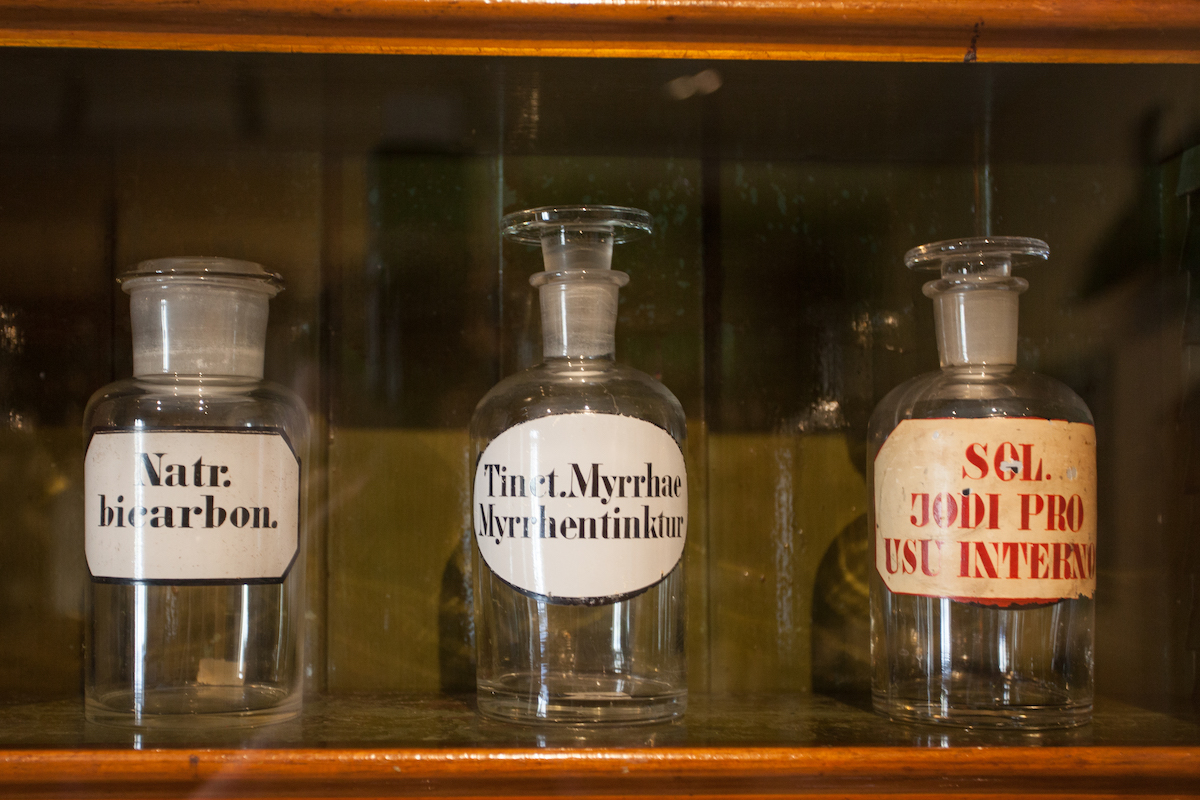 Natr.
bicarbon.
Tinct.Myrrhae
Myrrhentinktur
SOL.
JODI PRO
USU INTERNO